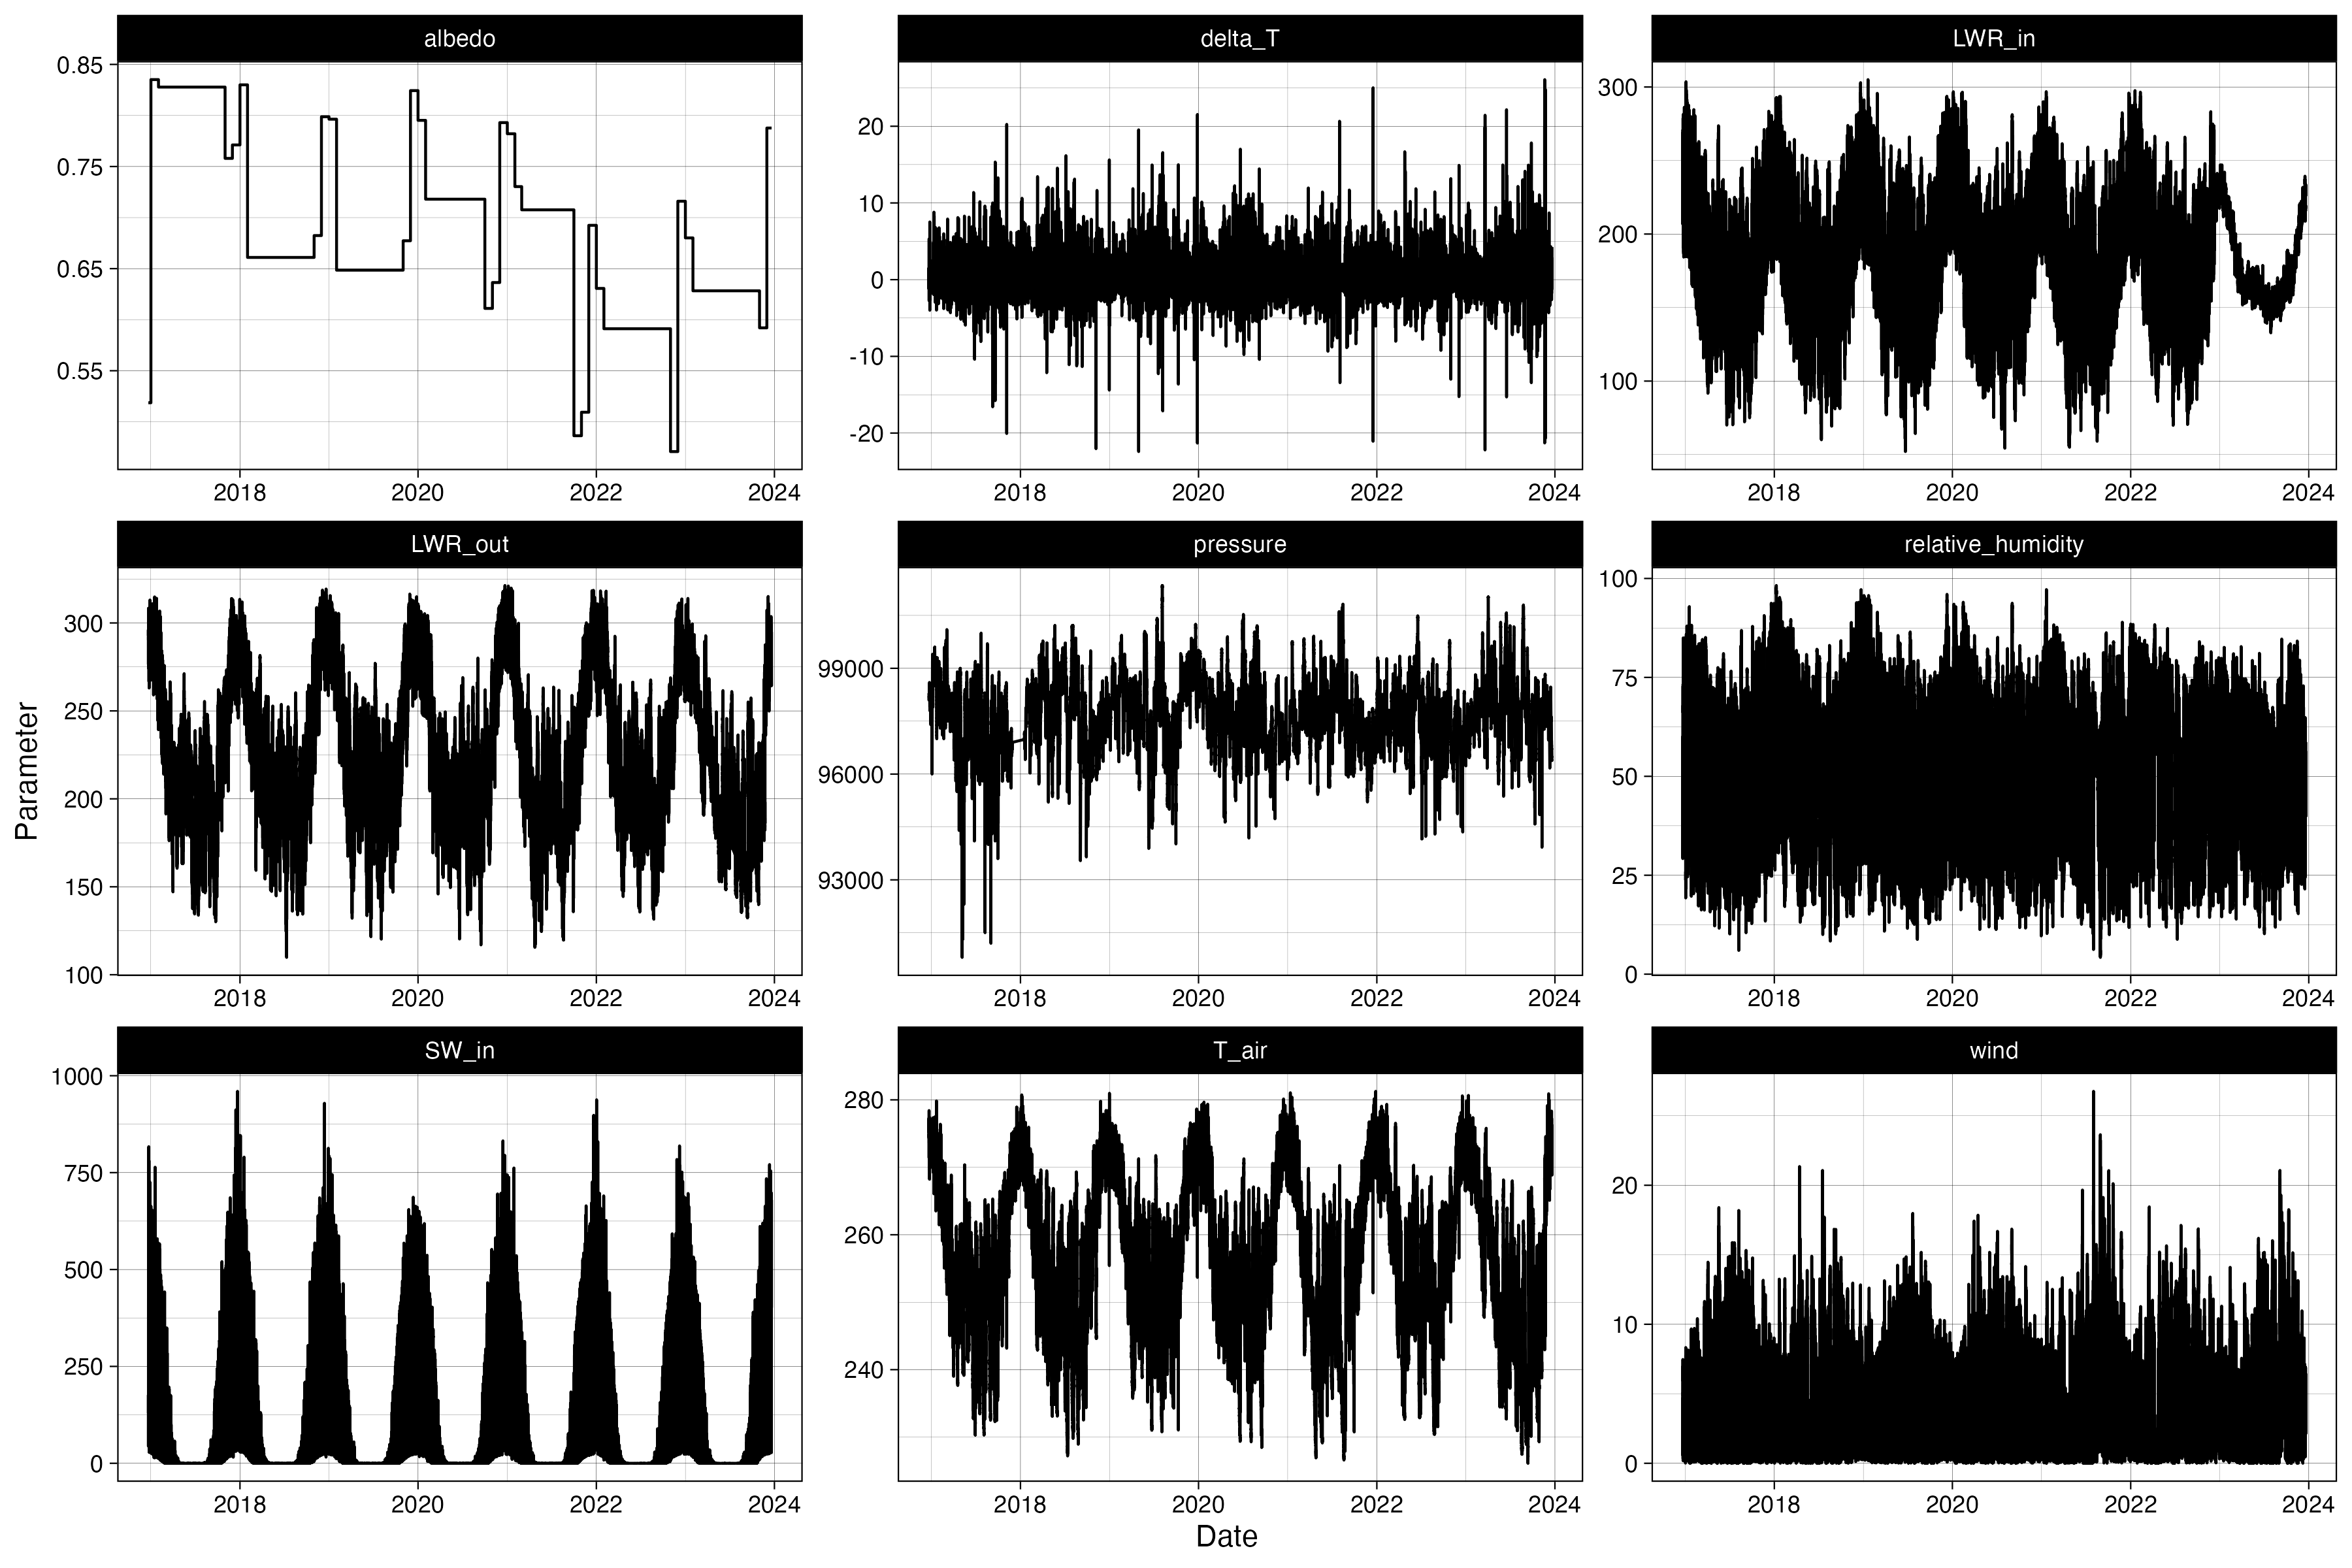 albedo
0.85
0.75
0.65
0.55
2018 2020 2022 2024
delta_T
20
10
0
-10
-20
2018 2020 2022 2024
LWR_in
300
200
100
2018 2020 2022 2024
Parameter
LWR_out
300
250
200
150
100
2018 2020 2022 2024
pressure
99000
96000
93000
2018 2020 2022 2024
relative_humidity
100
75
50
25
0
2018 2020 2022 2024
SW_in
1000
750
500
250
0
2018 2020 2022 2024
T_air
280
260
240
2018 2020 2022 2024
wind
20
10
0
2018 2020 2022 2024
Date